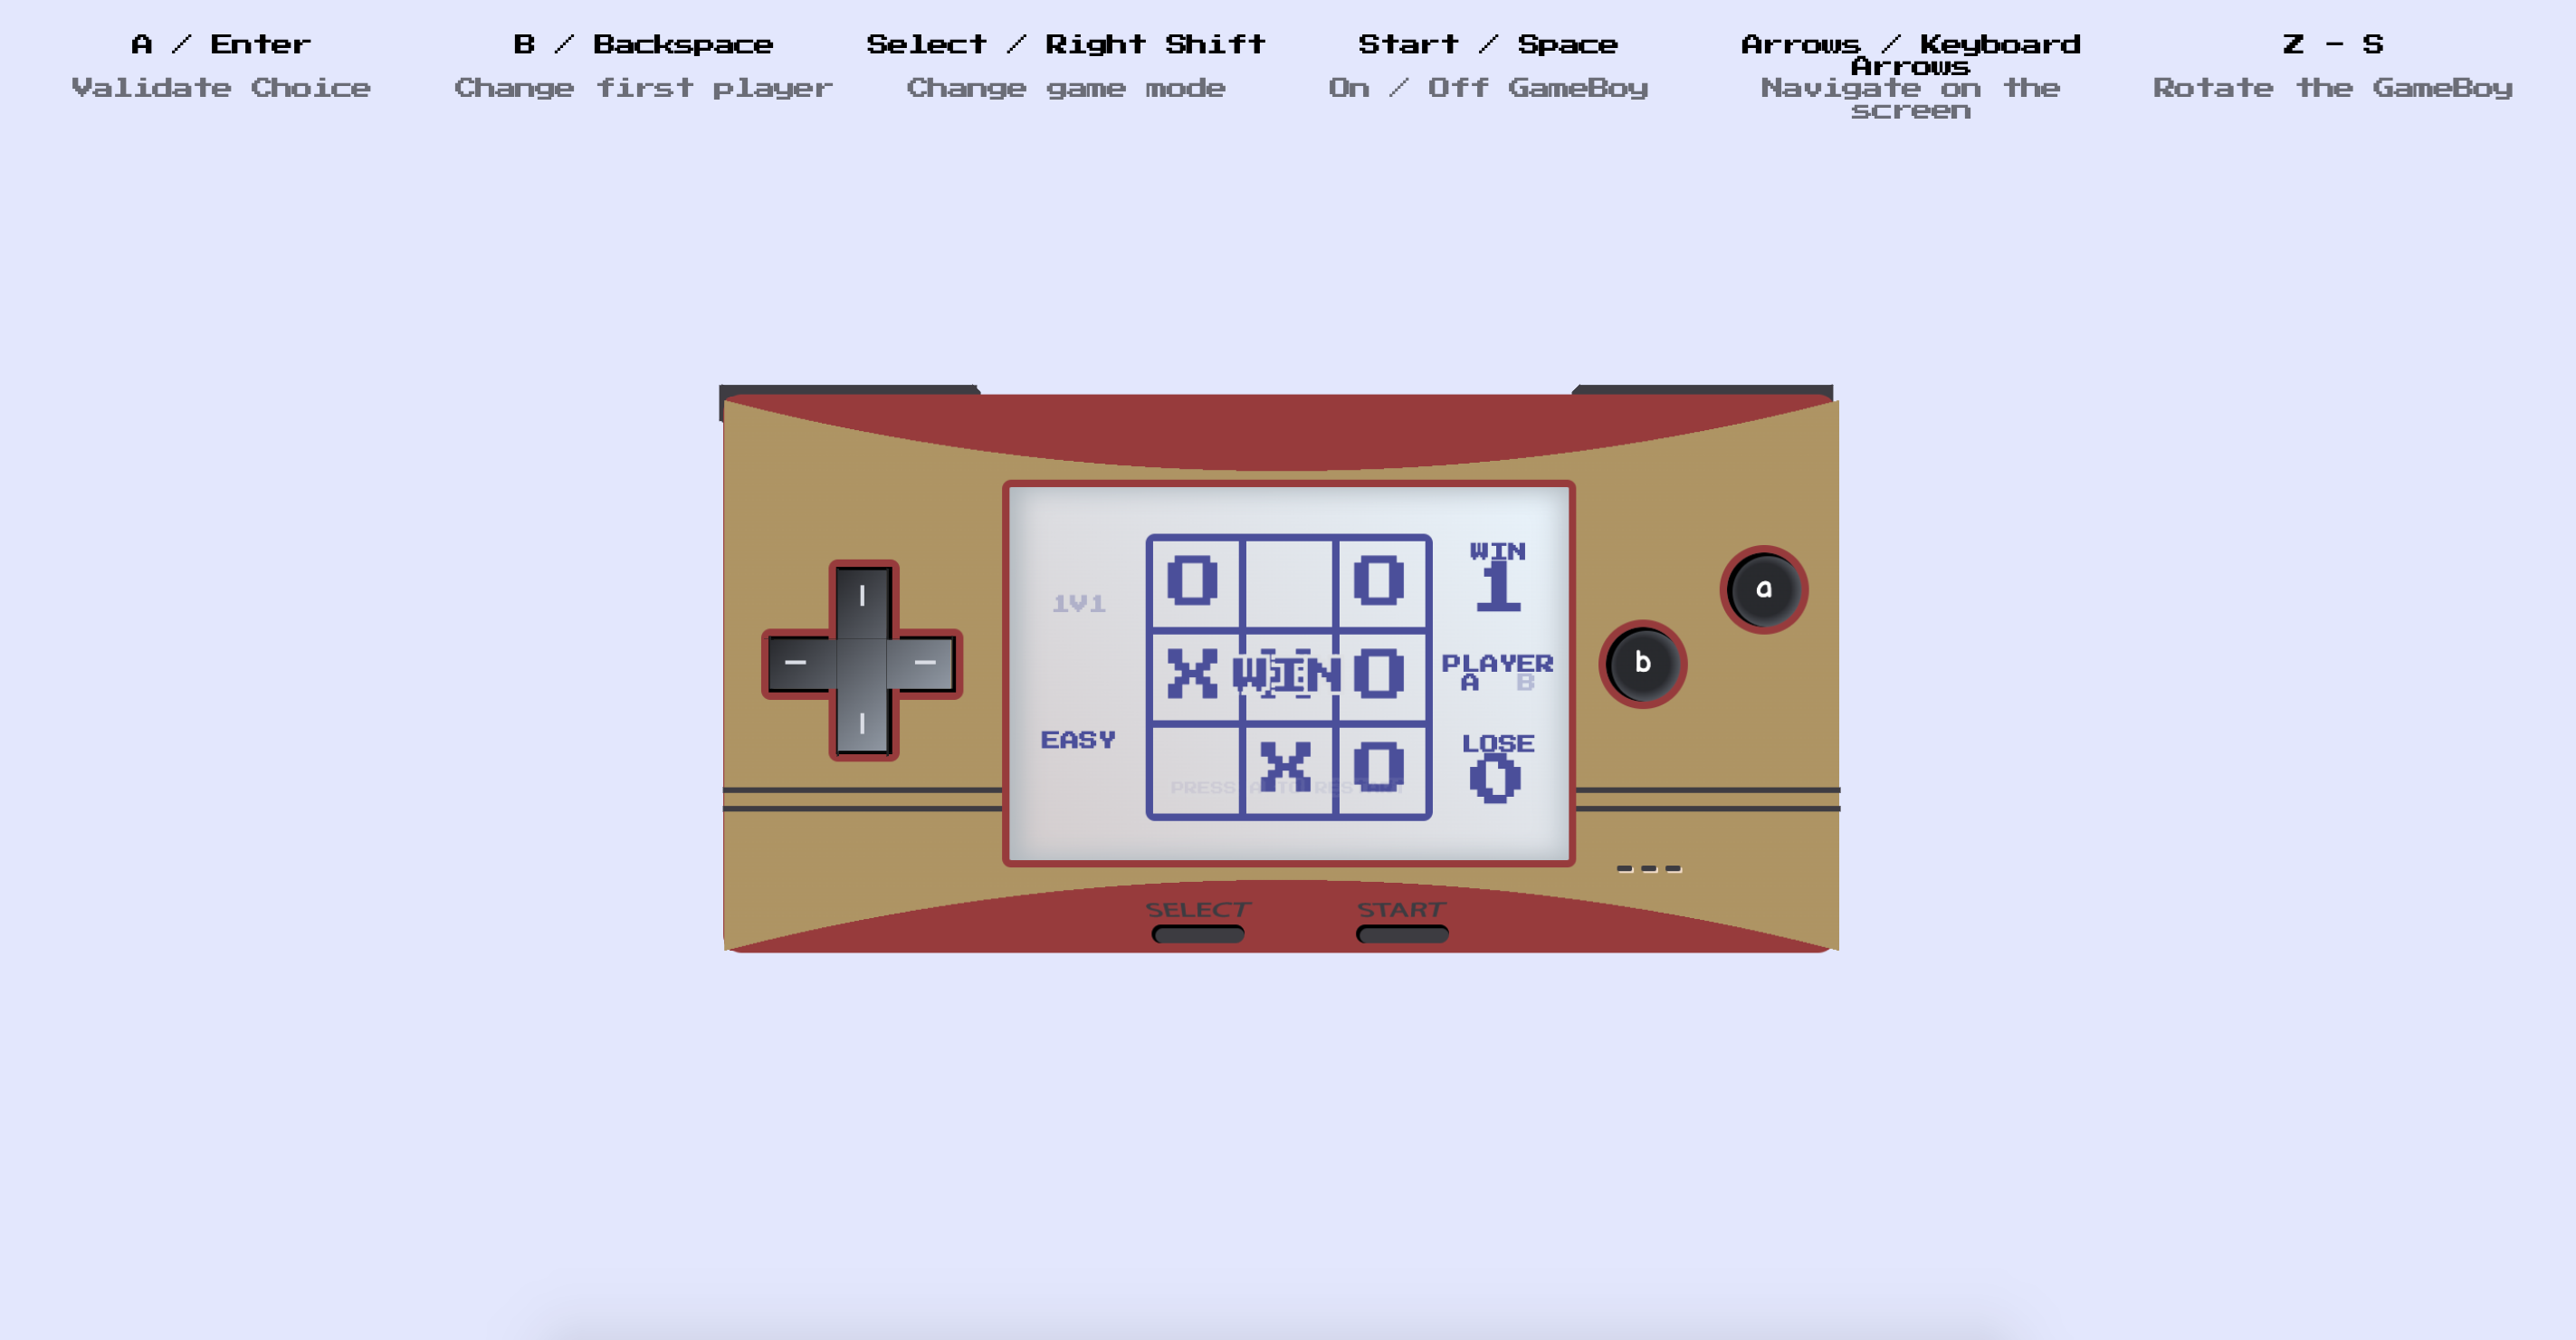 A / Enter
Validate Choice
B / Backspace
Change first player
Select / Right Shift
Change game mode
Start / Space
On / Off GameBoy
Arrows / Keyboard
Arrows
Navigate on the
screen
Z - S
Rotate the GameBoy
1V1
EASY
O O
X WIN O
X O
PRESS A TO RESTART
WIN
1
PLAYER
A B
LOSE
0
a
b
SELECT
START